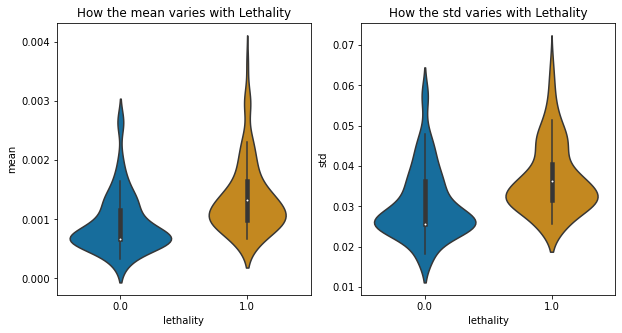 How the mean varies with Lethality
mean
0.004
0.003
0.002
0.001
0.000
0.0
1.0
lethality
How the std varies with Lethality
std
0.07
0.06
0.05
0.04
0.03
0.02
0.01
0.0
1.0
lethality